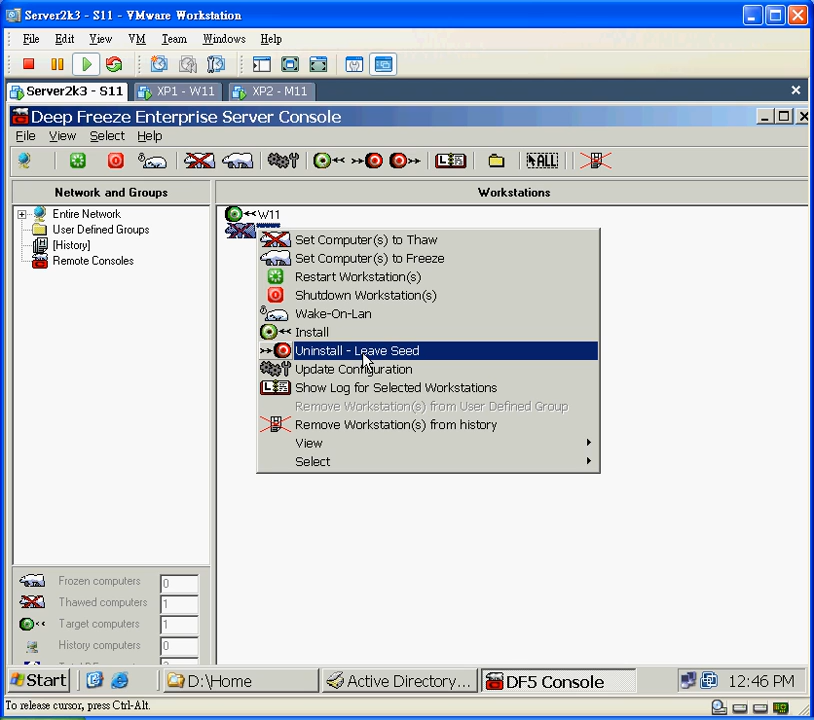 Server2k3 - S11 - VMware Workstation
File Edit View VM Team Windows Help
Server2k3 - S11 XP1 - W11 XP2 - M11
Deep Freeze Enterprise Server Console
File View Select Help
ALL
Network and Groups Workstations
Entire Network
User Defined Groups
[History]
Remote Consoles
W11
Set Computer(s) to Thaw
Set Computer(s) to Freeze
Restart Workstation(s)
Shutdown Workstation(s)
Wake-On-Lan
Install
Uninstall - Leave Seed
Update Configuration
Show Log for Selected Workstations
Remove Workstation(s) from User Defined Group
Remove Workstation(s) from history
View
Select
Frozen computers 0
Thawed computers 1
Target computers 1
History computers 0
Start D:\Home Active Directory... DF5 Console 12:46 PM
To release cursor, press Ctrl-Alt.